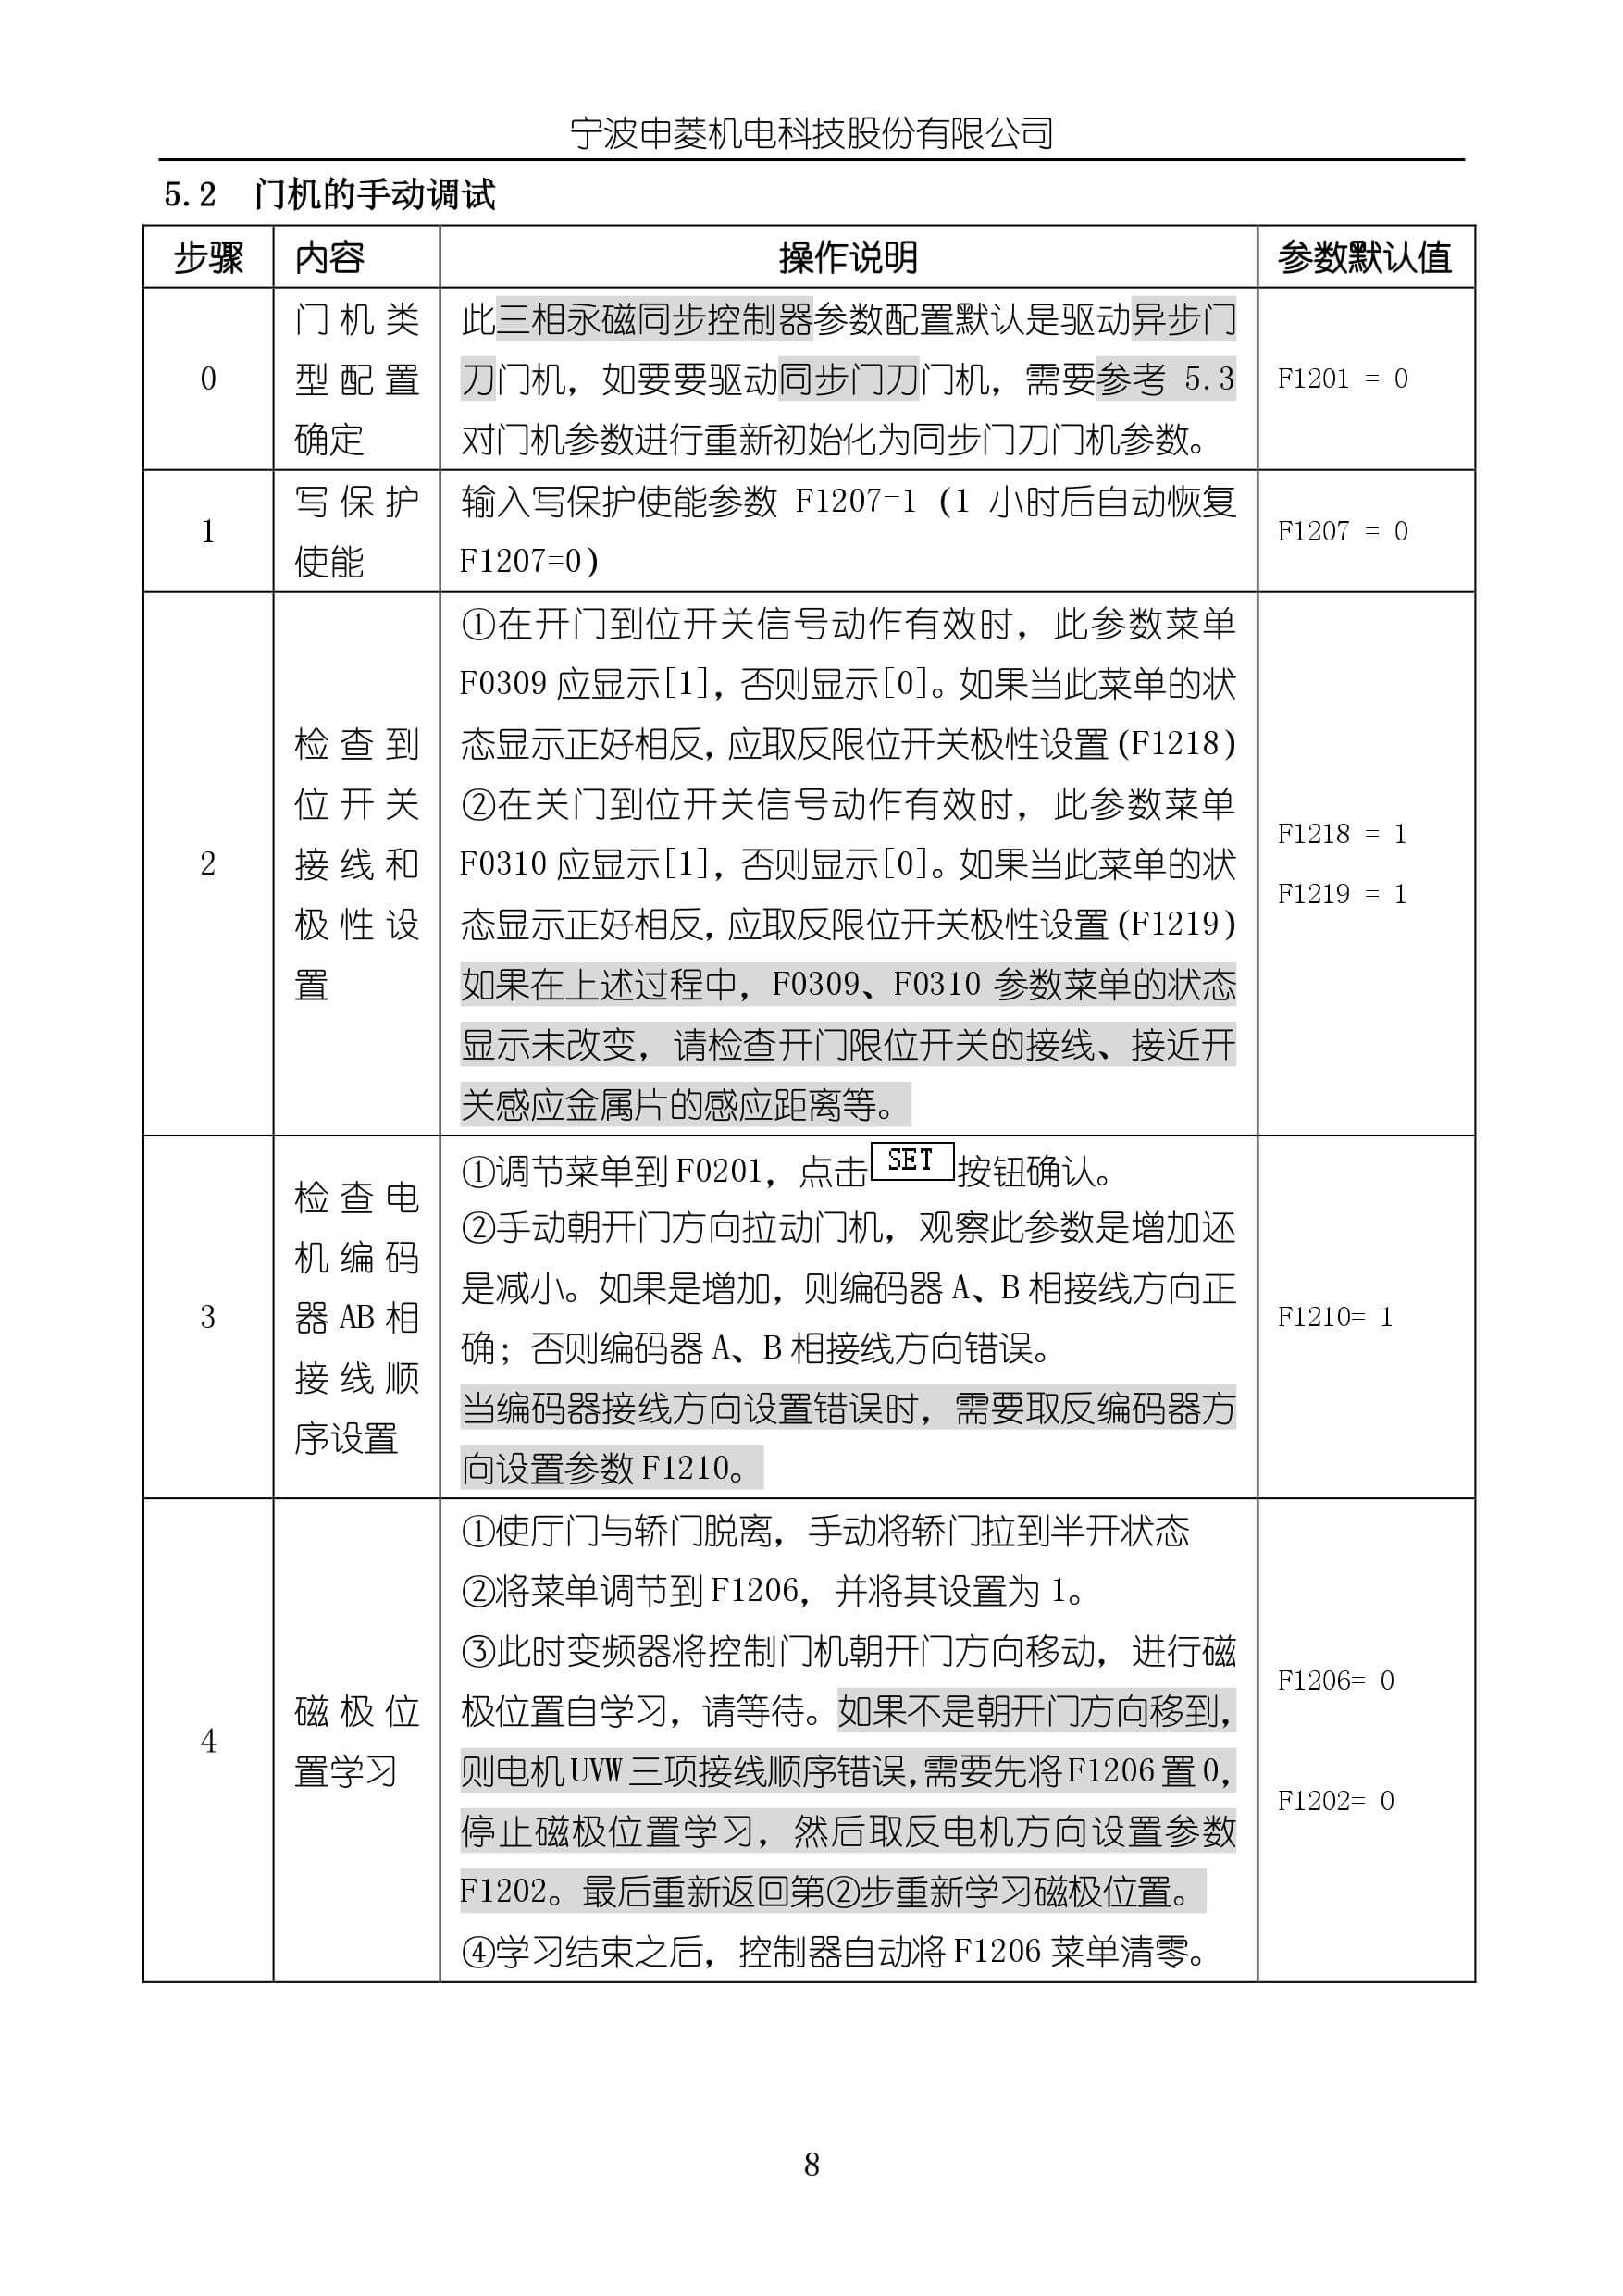 宁波申菱机电科技股份有限公司
5.2 门机的手动调试
步骤 内容 操作说明 参数默认值
0
门机类
型配置
确定
此三相永磁同步控制器参数配置默认是驱动异步门
刀门机，如要要驱动同步门刀门机，需要参考 5.3
对门机参数进行重新初始化为同步门刀门机参数。
F1201 = 0
1
写保护
使能
输入写保护使能参数 F1207=1（1 小时后自动恢复
F1207=0）
F1207 = 0
2
检查到
位开关
接线和
极性设
置
①在开门到位开关信号动作有效时，此参数菜单
F0309 应显示[1]，否则显示[0]。如果当此菜单的状
态显示正好相反，应取反限位开关极性设置(F1218)
②在关门到位开关信号动作有效时，此参数菜单
F0310 应显示[1]，否则显示[0]。如果当此菜单的状
态显示正好相反，应取反限位开关极性设置(F1219)
如果在上述过程中，F0309、F0310 参数菜单的状态
显示未改变，请检查开门限位开关的接线、接近开
关感应金属片的感应距离等。
F1218 = 1
F1219 = 1
3
检查电
机编码
器 AB 相
接线顺
序设置
①调节菜单到 F0201，点击 SET 按钮确认。
②手动朝开门方向拉动门机，观察此参数是增加还
是减小。如果是增加，则编码器 A、B 相接线方向正
确；否则编码器 A、B 相接线方向错误。
当编码器接线方向设置错误时，需要取反编码器方
向设置参数 F1210。
F1210= 1
4
磁极位
置学习
①使厅门与轿门脱离，手动将轿门拉到半开状态
②将菜单调节到 F1206，并将其设置为 1。
③此时变频器将控制门机朝开门方向移动，进行磁
极位置自学习，请等待。如果不是朝开门方向移到，
则电机 UVW 三项接线顺序错误，需要先将 F1206 置 0，
停止磁极位置学习，然后取反电机方向设置参数
F1202。最后重新返回第②步重新学习磁极位置。
④学习结束之后，控制器自动将 F1206 菜单清零。
F1206= 0
F1202= 0
8